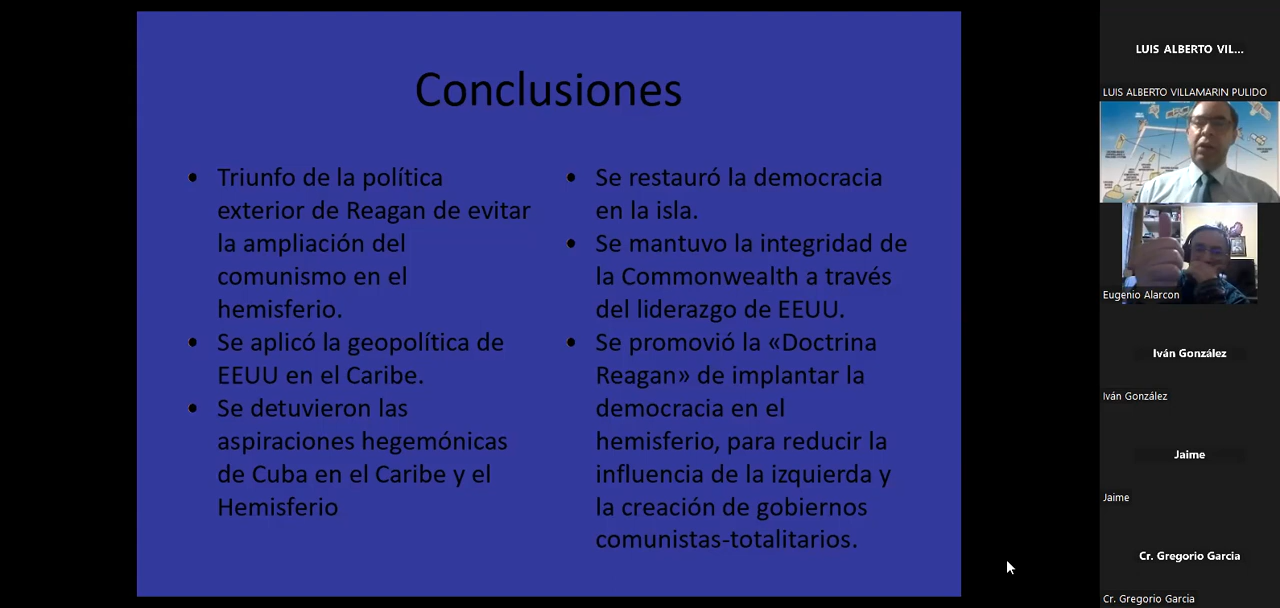 Conclusiones
• Triunfo de la política
exterior de Reagan de evitar
la ampliación del
comunismo en el
hemisferio.
• Se aplicó la geopolítica de
EEUU en el Caribe.
• Se detuvieron las
aspiraciones hegemónicas
de Cuba en el Caribe y el
Hemisferio
• Se restauró la democracia
en la isla.
• Se mantuvo la integridad de
la Commonwealth a través
del liderazgo de EEUU.
• Se promovió la «Doctrina
Reagan» de implantar la
democracia en el
hemisferio, para reducir la
influencia de la izquierda y
la creación de gobiernos
comunistas-totalitarios.
LUIS ALBERTO VIL...
LUIS ALBERTO VILLAMARIN PULIDO
Eugenio Alarcon
Iván González
Iván González
Jaime
Jaime
Cr. Gregorio Garcia
Cr. Gregorio Garcia